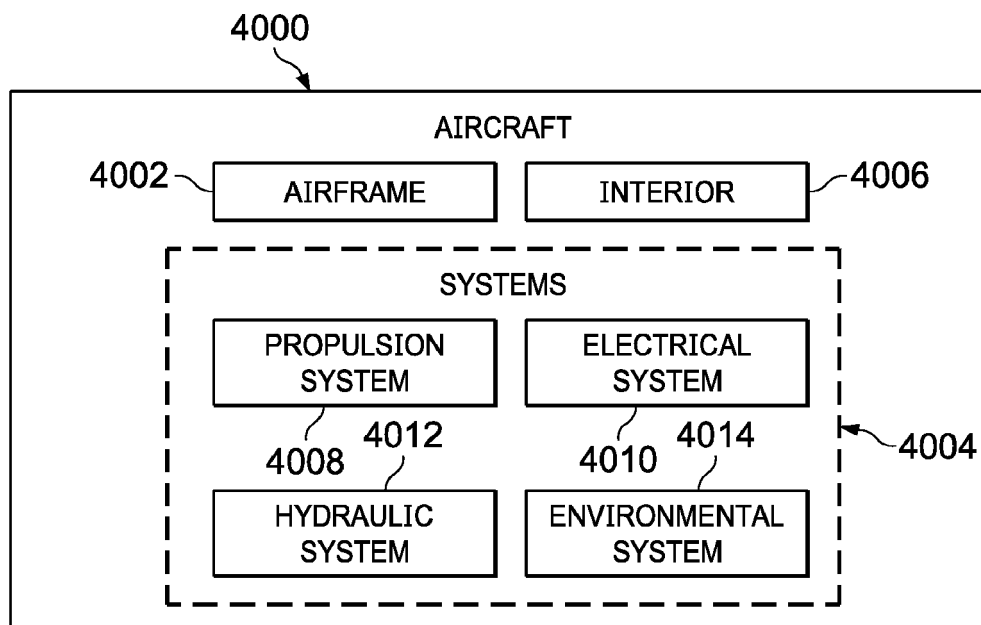 4000
AIRCRAFT
4002
AIRFRAME
INTERIOR
4006
SYSTEMS
PROPULSION
SYSTEM
ELECTRICAL
SYSTEM
4008
4012
4010
4014
4004
HYDRAULIC
SYSTEM
ENVIRONMENTAL
SYSTEM